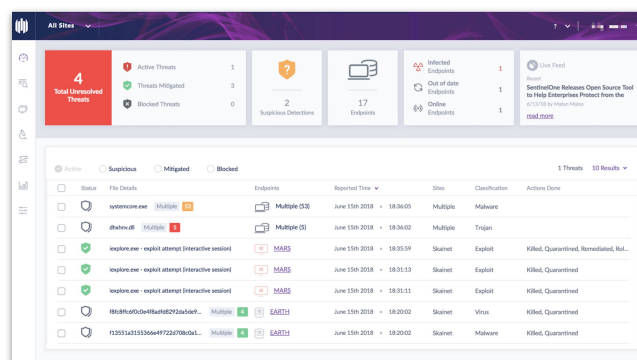 All Sites
?
4
Total Unresolved
Threats
Active Threats 1
Threats Mitigated 3
Blocked Threats 0
2
Suspicious Detections
17
Endpoints
Infected
Endpoints 1
Out of date
Endpoints 1
Online
Endpoints 1
Live Feed
Recent
SentinelOne Releases Open Source Tool
to Help Enterprises Protect from the
6/13/18 by Matan Matos
read more
Active Suspicious Mitigated Blocked 1 Threats 10 Results
Status File Details Endpoints Reported Time Sites Classification Actions Done
systemcore.exe Multiple 53 Multiple (53) June 15th 2018 • 18:36:05 Multiple Malware
Multiple 5 Multiple (5) June 15th 2018 • 18:36:02 Multiple Trojan
iexplore.exe - exploit attempt (interactive session) MARS June 15th 2018 • 18:35:59 Skainet Exploit Killed, Quarantined, Remediated, Rol...
iexplore.exe - exploit attempt (interactive session) MARS June 15th 2018 • 18:31:13 Skainet Exploit Killed, Quarantined
iexplore.exe - exploit attempt (interactive session) MARS June 15th 2018 • 18:31:11 Skainet Exploit Killed, Quarantined
Multiple 4 EARTH June 15th 2018 • 18:20:02 Skainet Virus Killed, Quarantined
Multiple 4 EARTH June 15th 2018 • 18:20:02 Skainet Malware Killed, Quarantined